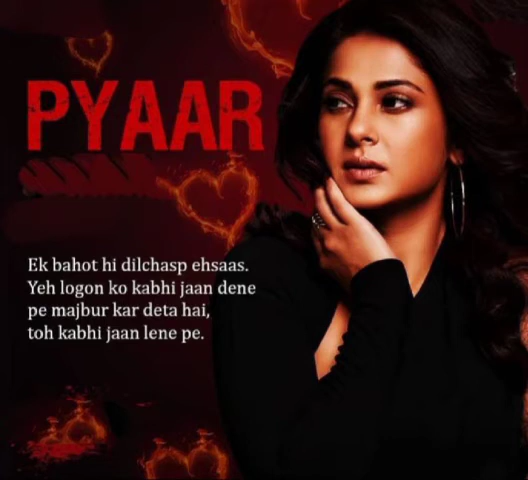 PYAAR
Ek bahot hi dilchasp ehsaas.
Yeh logon ko kabhi jaan dene
pe majbur kar deta hai,
toh kabhi jaan lene pe.